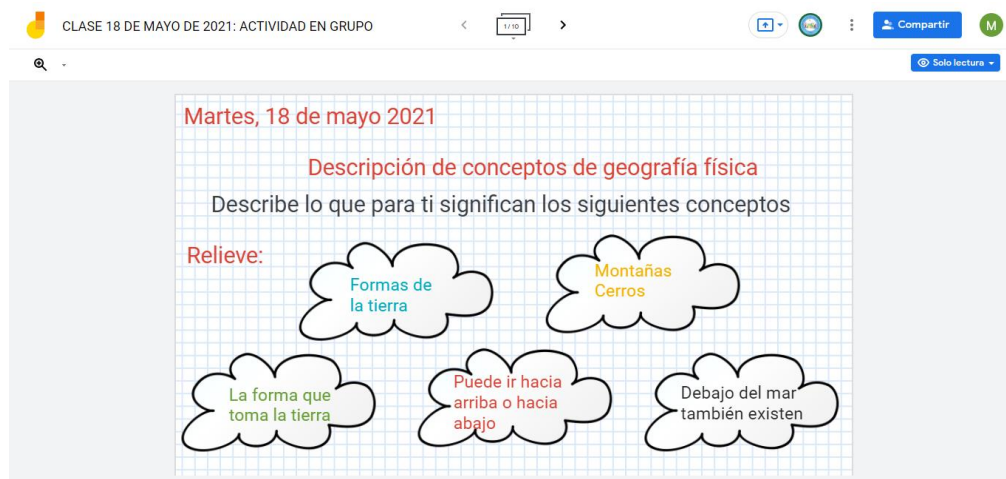 CLASE 18 DE MAYO DE 2021: ACTIVIDAD EN GRUPO
1/10
Compartir
M
Solo lectura
Martes, 18 de mayo 2021
Descripción de conceptos de geografía física
Describe lo que para ti significan los siguientes conceptos
Relieve:
Formas de
la tierra
Montañas
Cerros
La forma que
toma la tierra
Puede ir hacia
arriba o hacia
abajo
Debajo del mar
también existen